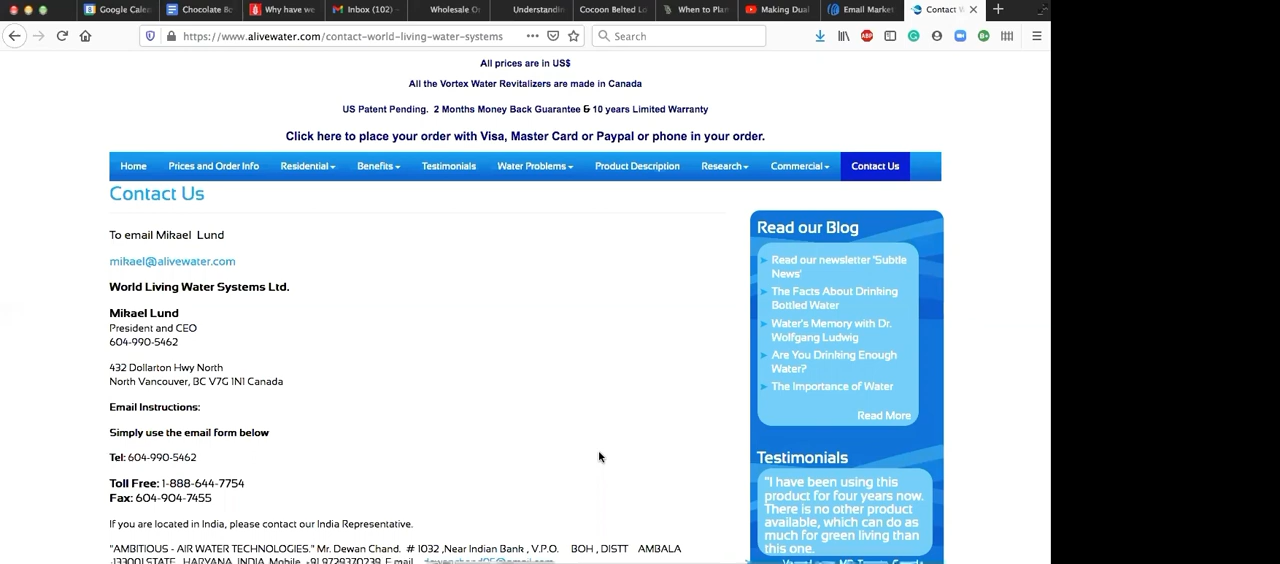 Google Cale
Chocolate 8
Why have we
Inbox (102)
Wholesale O
Understandin
Cocoon Belted Lo
When to Plan
Making Dual
Email Market
Contact
https://www.alivewater.com/contact-world-living-water-systems
Search
All prices are in US$
All the Vortex Water Revitalizers are made in Canada
US Patent Pending. 2 Months Money Back Guarantee & 10 years Limited Warranty
Click here to place your order with Visa, Master Card or Paypal or phone in your order.
Home Prices and Order Info Residential Benefits Testimonials Water Problems Product Description Research Commercial Contact Us
Contact Us
To email Mikael Lund
mikael@alivewater.com
World Living Water Systems Ltd.
Mikael Lund
President and CEO
604-990-5462
432 Dollarton Hwy North
North Vancouver, BC V7G 1N1 Canada
Email Instructions:
Simply use the email form below
Tel: 604-990-5462
Toll Free: 1-888-644-7754
Fax: 604-904-7455
If you are located in India, please contact our India Representative.
"AMBITIOUS - AIR WATER TECHNOLOGIES." Mr. Dewan Chand. # 1032 ,Near Indian Bank , V.P.O. BOH , DISTT AMBALA
Read our Blog
Read our newsletter 'Subtle
News'
The Facts About Drinking
Bottled Water
Water's Memory with Dr.
Wolfgang Ludwig
Are You Drinking Enough
Water?
The Importance of Water
Read More
Testimonials
"I have been using this
product for four years now.
There is no other product
available, which can do as
much for green living than
this one.